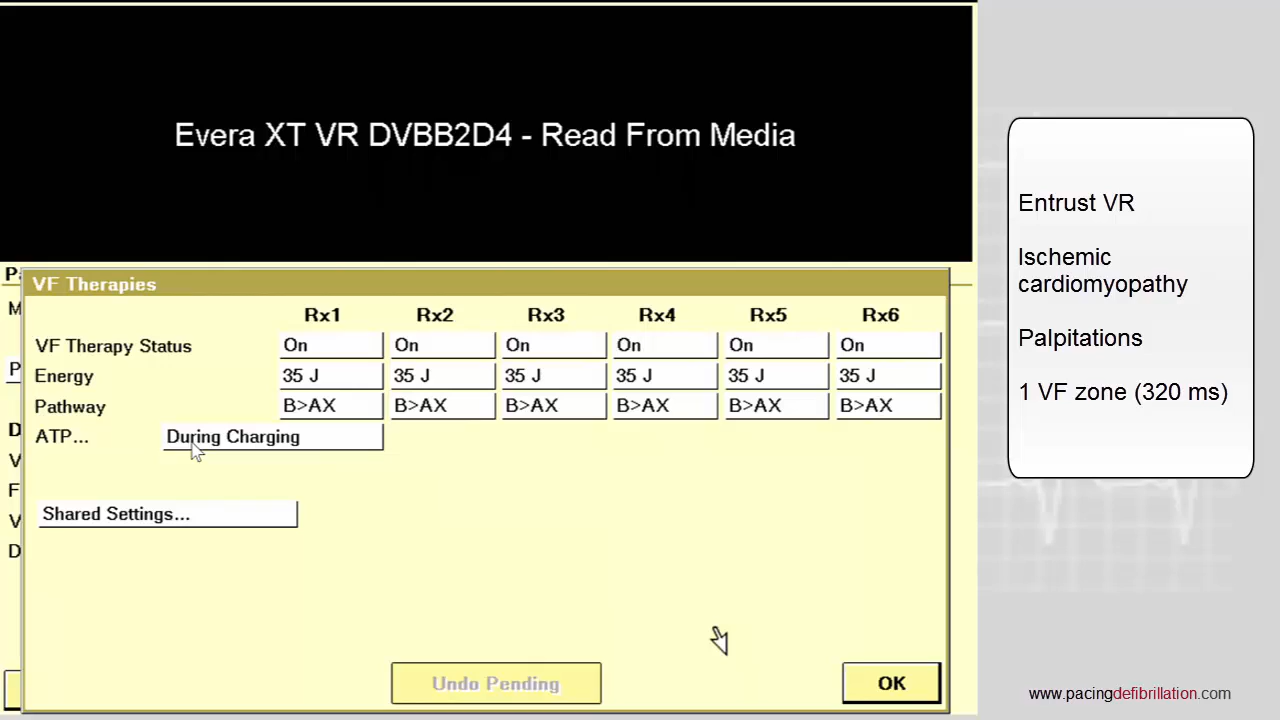 Evera XT VR DVBB2D4 - Read From Media
Entrust VR
Ischemic
cardiomyopathy
Palpitations
1 VF zone (320 ms)
VF Therapies
Rx1 Rx2 Rx3 Rx4 Rx5 Rx6
VF Therapy Status On On On On On On
Energy 35 J 35 J 35 J 35 J 35 J 35 J
Pathway B>AX B>AX B>AX B>AX B>AX B>AX
ATP... During Charging
Shared Settings...
Undo Pending OK
www.pacingdefibrillation.com